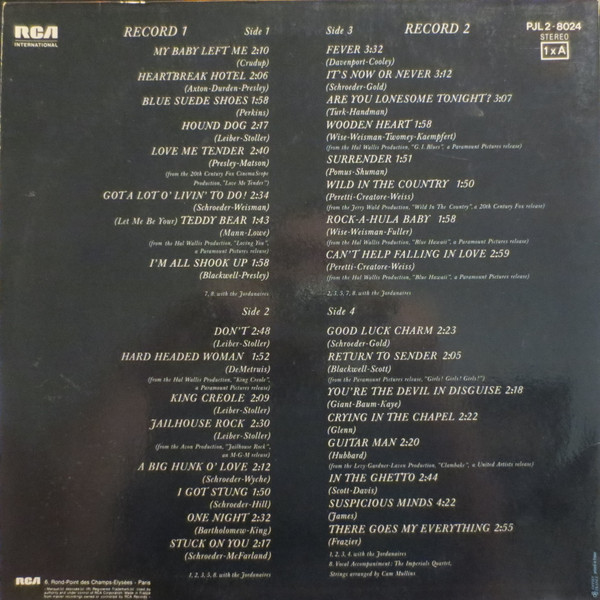 RCA
INTERNATIONAL
RECORD 1
Side 1
MY BABY LEFT ME 2:10
(Crudup)
HEARTBREAK HOTEL 2:06
(Axton-Durden-Presley)
BLUE SUEDE SHOES 1:58
(Perkins)
HOUND DOG 2:17
(Leiber-Stoller)
LOVE ME TENDER 2:40
(Presley-Matson)
(from the 20th Century Fox CinemaScope
Production, "Love Me Tender")
GOT A LOT O' LIVIN' TO DO! 2:34
(Schroeder-Weisman)
(Let Me Be Your) TEDDY BEAR 1:43
(Mann-Lowe)
(from the Hal Wallis Production, "Loving You",
a Paramount Pictures release)
I'M ALL SHOOK UP 1:58
(Blackwell-Presley)
7, 8, with the Jordanaires
Side 2
DON'T 2:48
(Leiber-Stoller)
HARD HEADED WOMAN 1:52
(DeMetruis)
(from the Hal Wallis Production, "King Creole",
a Paramount Pictures release)
KING CREOLE 2:09
(Leiber-Stoller)
JAILHOUSE ROCK 2:30
(Leiber-Stoller)
(from the Avon Production, "Jailhouse Rock",
an M-G-M release)
A BIG HUNK O' LOVE 2:12
(Schroeder-Wyche)
I GOT STUNG 1:50
(Schroeder-Hill)
ONE NIGHT 2:32
(Bartholomew-King)
STUCK ON YOU 2:17
(Schroeder-McFarland)
1, 2, 3, 5, 8, with the Jordanaires
RCA
8, Rond-Point des Champs-Elysées - Paris
Side 3
RECORD 2
PJL 2-8024
STEREO
1xA
FEVER 3:32
(Davenport-Cooley)
IT'S NOW OR NEVER 3:12
(Schroeder-Gold)
ARE YOU LONESOME TONIGHT? 3:07
(Turk-Handman)
WOODEN HEART 1:58
(Wise-Weisman-Twomey-Kaempfert)
(from the Hal Wallis Production, "G.I. Blues", a Paramount Pictures release)
SURRENDER 1:51
(Pomus-Shuman)
WILD IN THE COUNTRY 1:50
(Peretti-Creatore-Weiss)
(from the Jerry Wald Production, "Wild In The Country", a 20th Century Fox release)
ROCK-A-HULA BABY 1:58
(Wise-Weisman-Fuller)
(from the Hal Wallis Production, "Blue Hawaii", a Paramount Pictures release)
CAN'T HELP FALLING IN LOVE 2:59
(Peretti-Creatore-Weiss)
(from the Hal Wallis Production, "Blue Hawaii", a Paramount Pictures release)
2, 3, 5, 7, 8, with the Jordanaires
Side 4
GOOD LUCK CHARM 2:23
(Schroeder-Gold)
RETURN TO SENDER 2:05
(Blackwell-Scott)
(from the Paramount Pictures release, "Girls! Girls! Girls!")
YOU'RE THE DEVIL IN DISGUISE 2:18
(Giant-Baum-Kaye)
CRYING IN THE CHAPEL 2:22
(Glenn)
GUITAR MAN 2:20
(Hubbard)
(from the Levy-Gardner-Laven Production, "Clambake", a United Artists release)
IN THE GHETTO 2:44
(Scott-Davis)
SUSPICIOUS MINDS 4:22
(James)
THERE GOES MY EVERYTHING 2:55
(Frazier)
1, 2, 3, 4, with the Jordanaires
8, Vocal Accompaniment: The Imperials Quartet,
Strings arranged by Cam Mullins